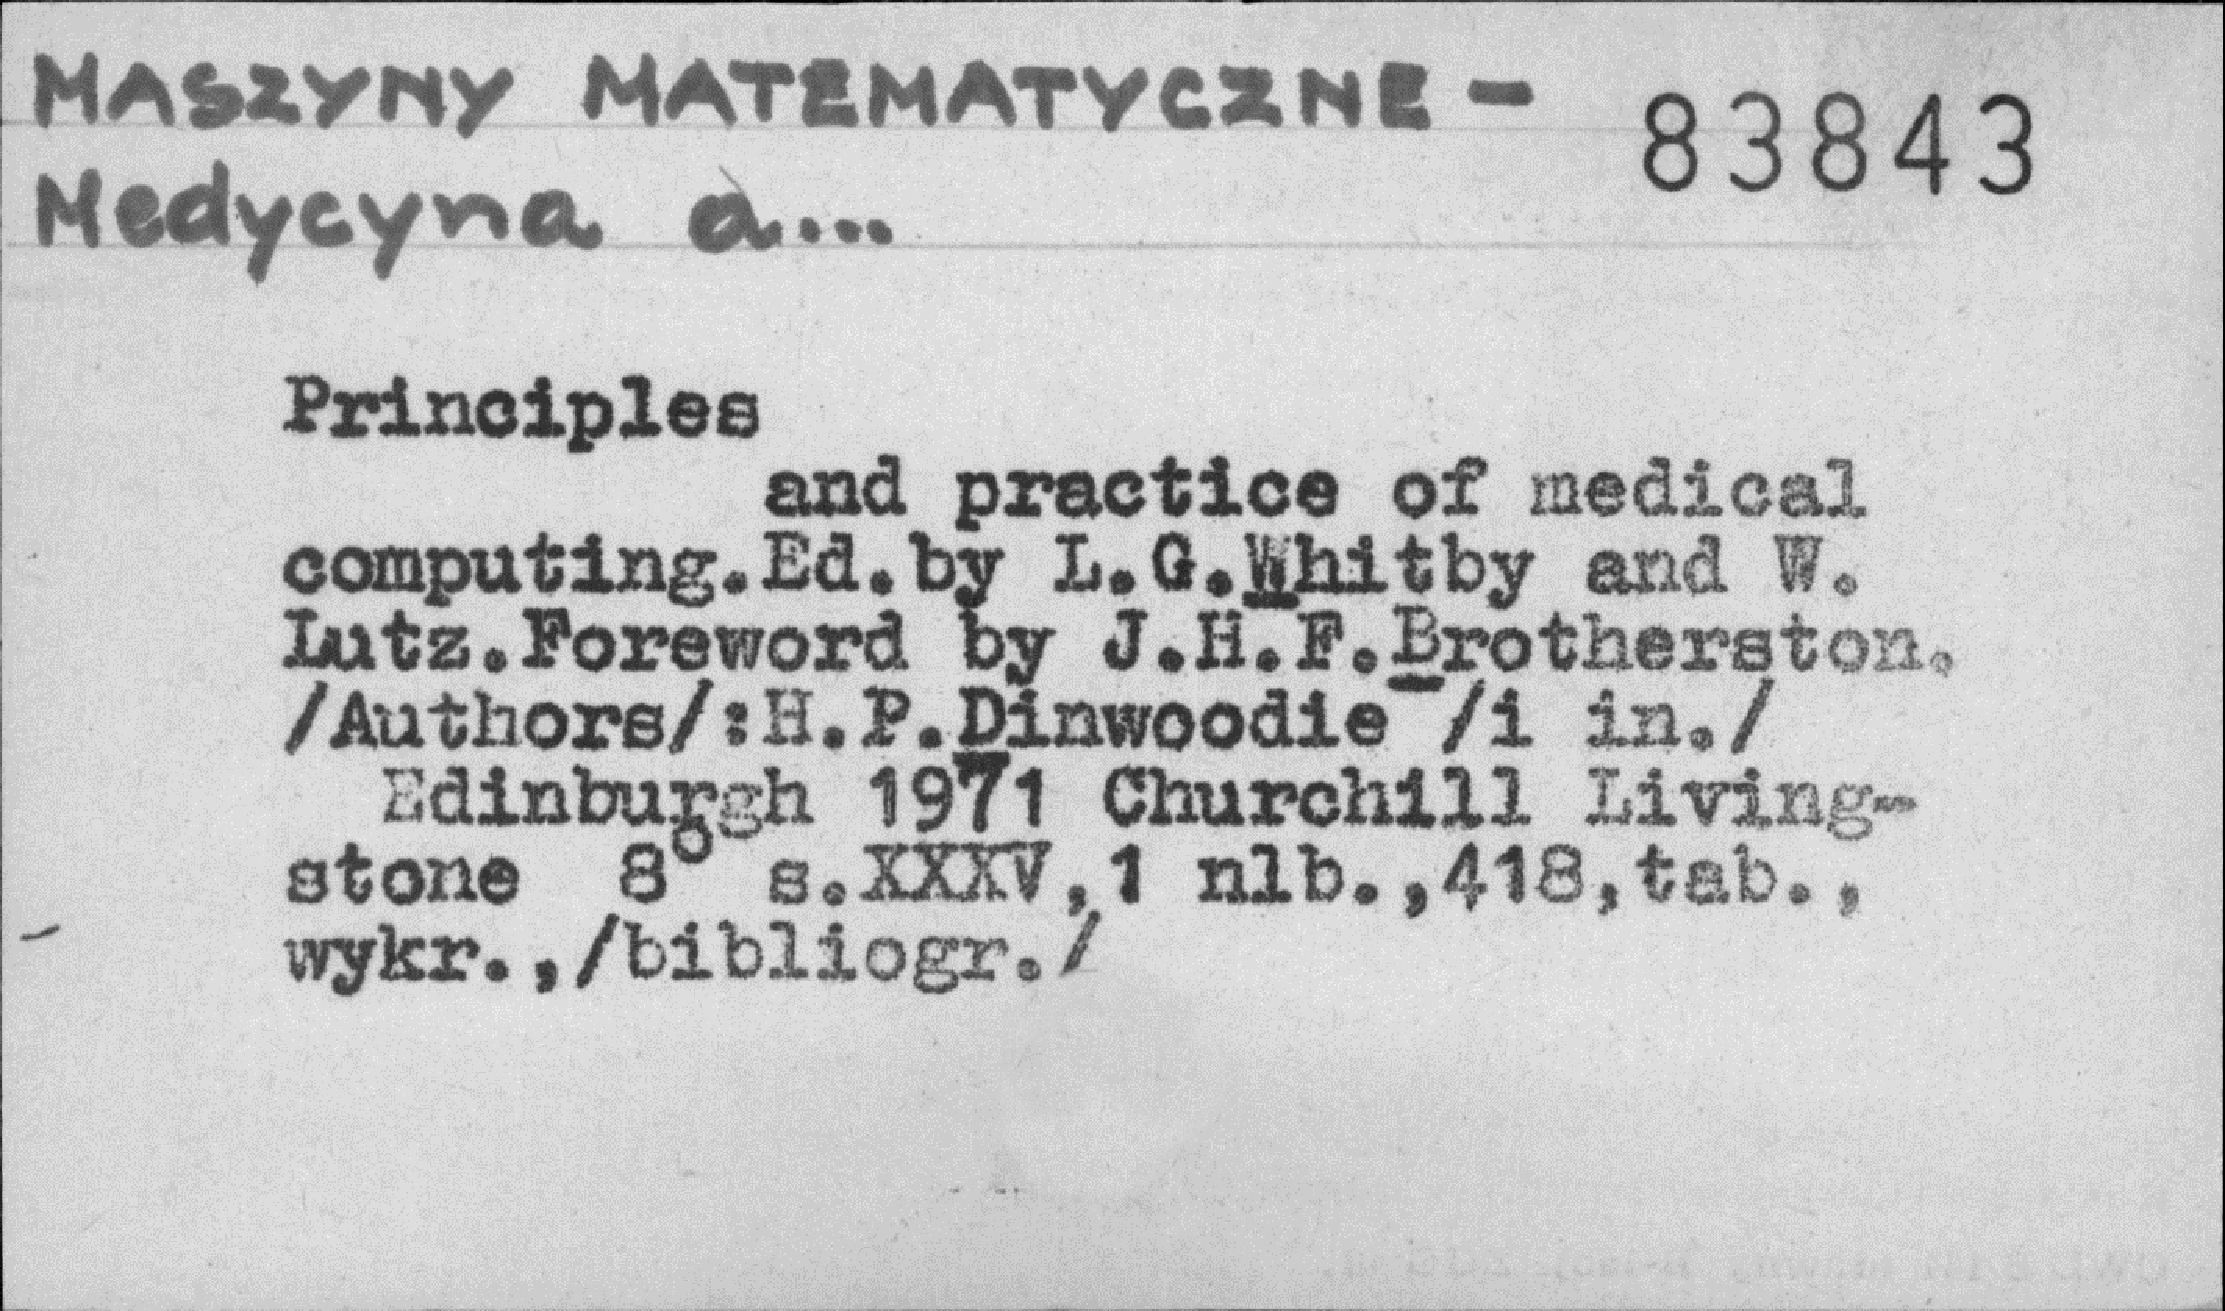 MASZYNY MATEMATYCZNE - 83843
Medycyna a...
Principles
and practice of medical
computing.Ed.by L.G.Whitby and W.
Lutz.Foreword by J.H.F.Brotherston.
/Authors/:H.P.Dinwoodie /i in./
Edinburgh 1971 Churchill Living-
stone 8° s.XXXV,1 nlb.,418,tab.,
wykr.,/bibliogr./